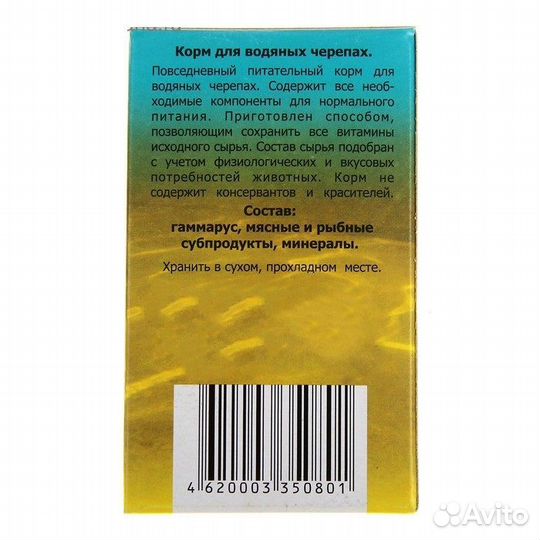 Корм для водяных черепах.
Повседневный питательный корм для
водяных черепах. Содержит все необ-
ходимые компоненты для нормального
питания. Приготовлен способом,
позволяющим сохранить все витамины
исходного сырья. Состав сырья подобран
с учетом физиологических и вкусовых
потребностей животных. Корм не
содержит консервантов и красителей.
Состав:
гаммарус, мясные и рыбные
субпродукты, минералы.
Хранить в сухом, прохладном месте.
4 620003 350801
Avito